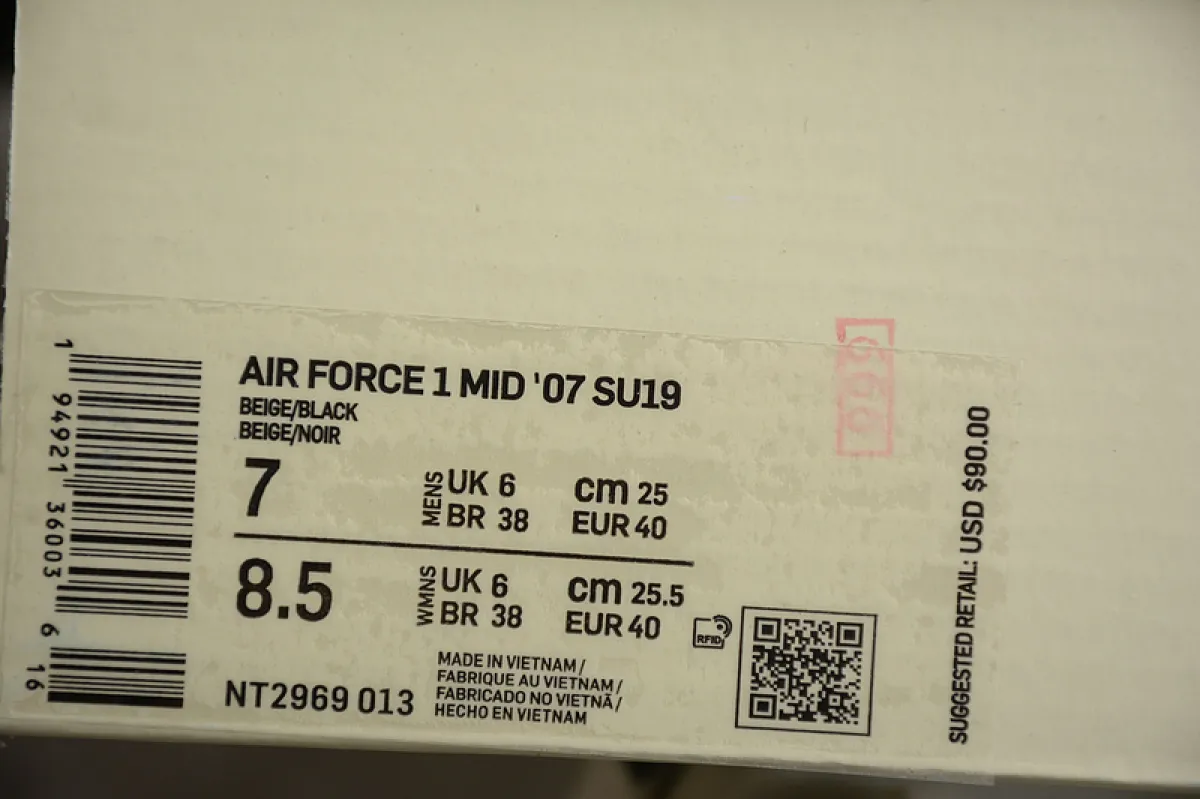 AIR FORCE 1 MID '07 SU19
BEIGE/BLACK
BEIGE/NOIR
7
MENS
UK 6
BR 38
cm 25
EUR 40
8.5
WMNS
UK 6
BR 38
cm 25.5
EUR 40
RFID
NT2969 013
MADE IN VIETNAM /
FABRIQUE AU VIETNAM /
FABRICADO NO VIETNÃ /
HECHO EN VIETNAM
1 94921 36003 6 16
SUGGESTED RETAIL: USD $90.00